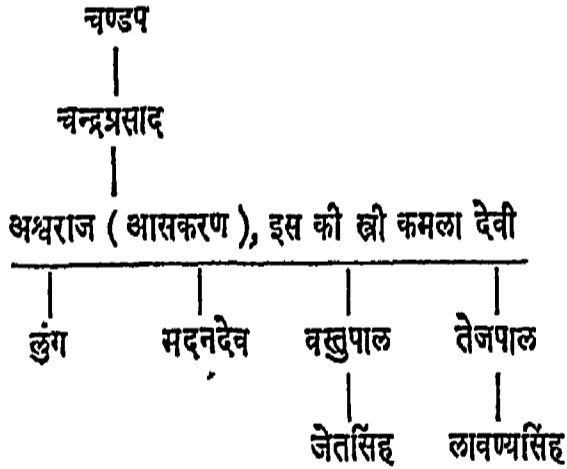 चण्डप
चन्द्रप्रसाद
अश्वराज ( आसकरण ), इस की स्त्री कमला देवी
लुंग मदनदेव वस्तुपाल तेजपाल
जेतसिंह लावण्यसिंह